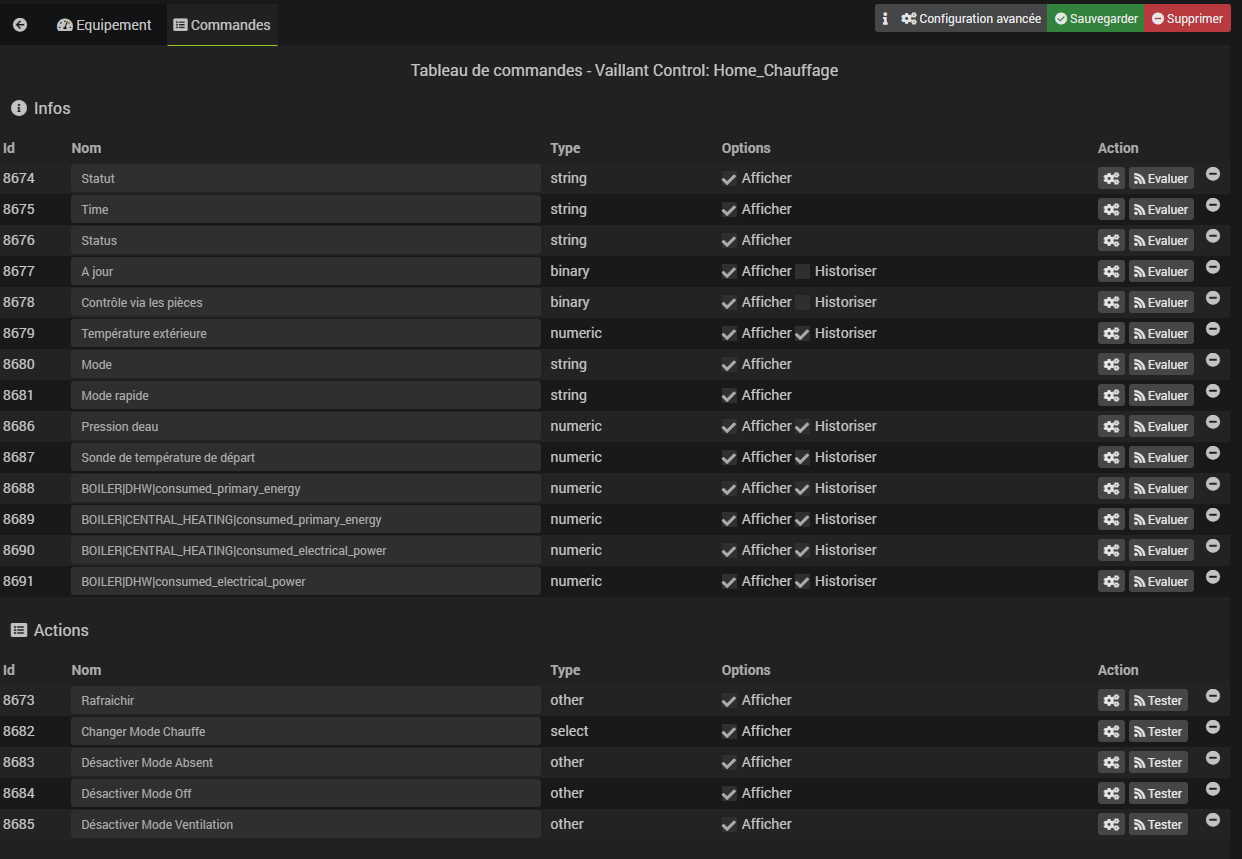 Equipement Commandes Configuration avancée Sauvegarder Supprimer
Tableau de commandes - Vaillant Control: Home_Chauffage
Infos
Id Nom Type Options Action
8674 Statut string Afficher Evaluer
8675 Time string Afficher Evaluer
8676 Status string Afficher Evaluer
8677 A jour binary Afficher Historiser Evaluer
8678 Contrôle via les pièces binary Afficher Historiser Evaluer
8679 Température extérieure numeric Afficher Historiser Evaluer
8680 Mode string Afficher Evaluer
8681 Mode rapide string Afficher Evaluer
8686 Pression deau numeric Afficher Historiser Evaluer
8687 Sonde de température de départ numeric Afficher Historiser Evaluer
8688 BOILER|DHW|consumed_primary_energy numeric Afficher Historiser Evaluer
8689 BOILER|CENTRAL_HEATING|consumed_primary_energy numeric Afficher Historiser Evaluer
8690 BOILER|CENTRAL_HEATING|consumed_electrical_power numeric Afficher Historiser Evaluer
8691 BOILER|DHW|consumed_electrical_power numeric Afficher Historiser Evaluer
Actions
Id Nom Type Options Action
8673 Rafraichir other Afficher Tester
8682 Changer Mode Chauffe select Afficher Tester
8683 Désactiver Mode Absent other Afficher Tester
8684 Désactiver Mode Off other Afficher Tester
8685 Désactiver Mode Ventilation other Afficher Tester